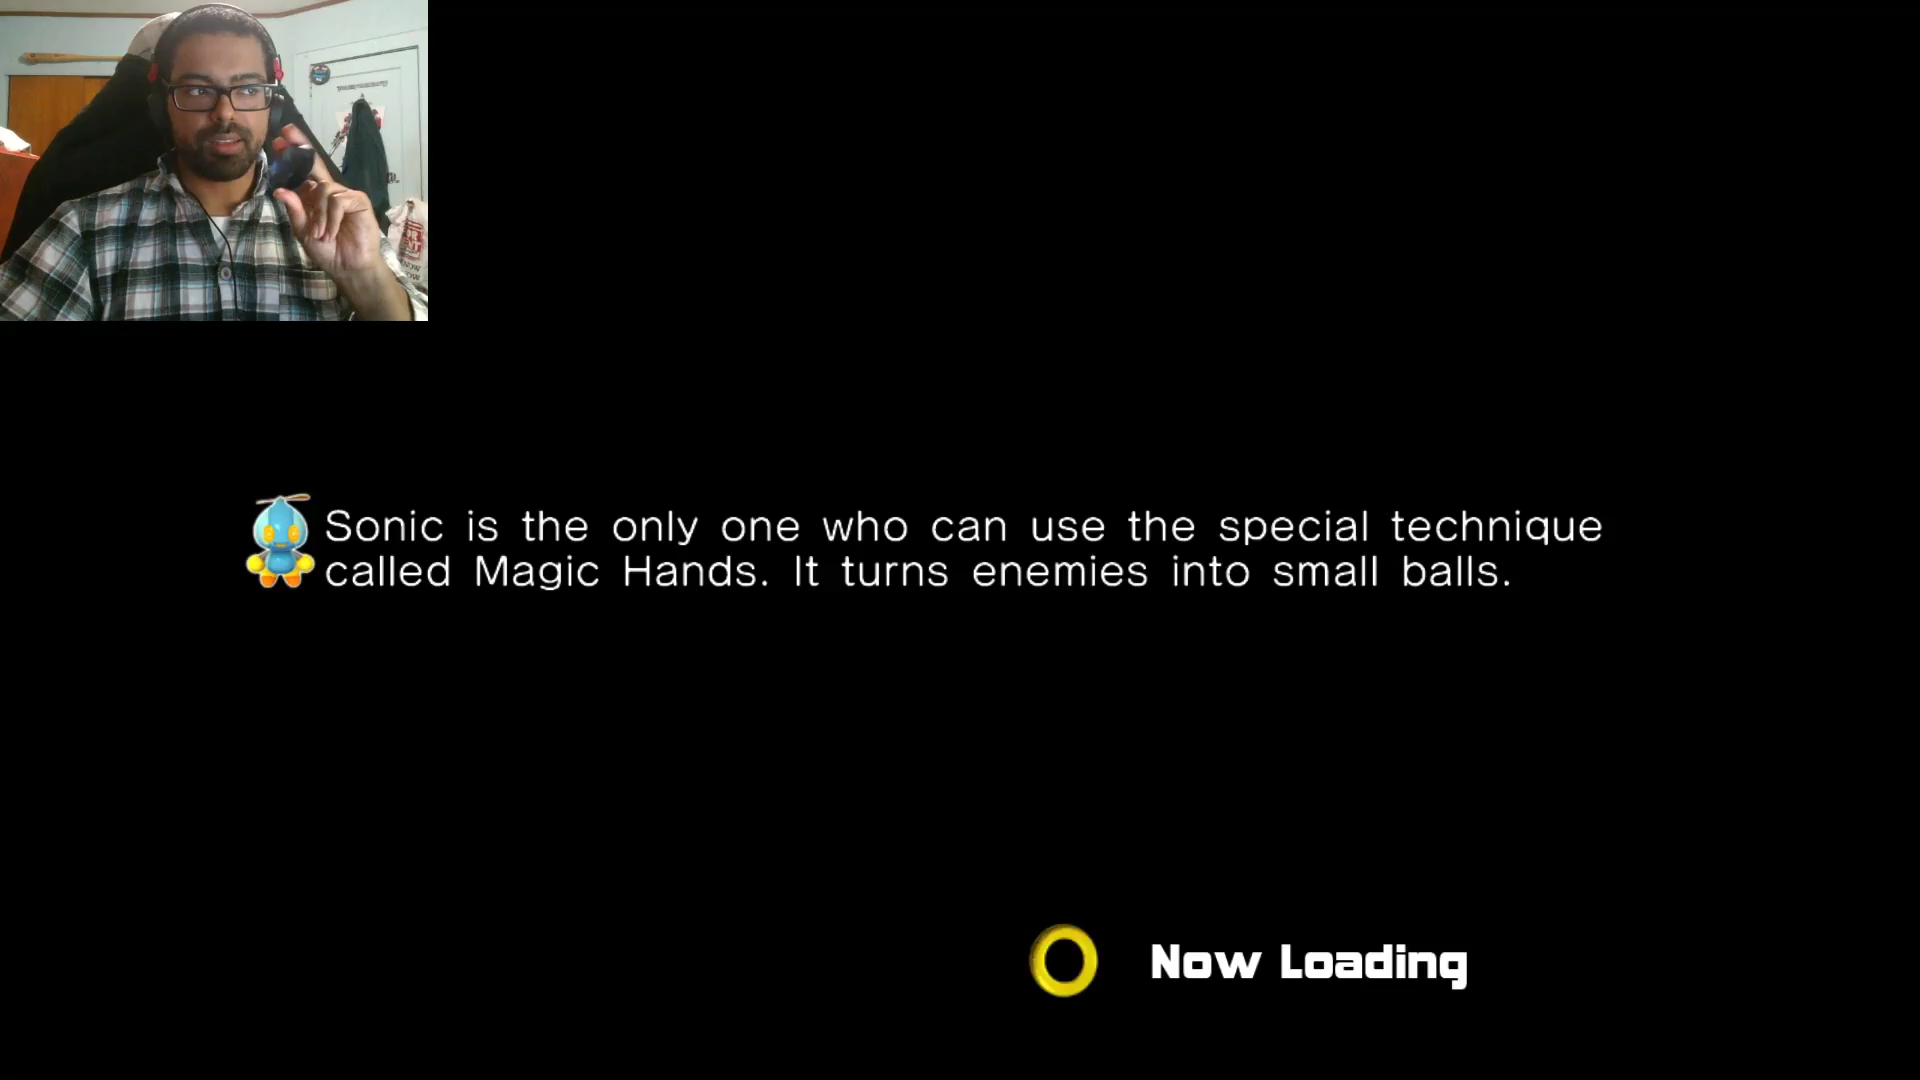 Sonic is the only one who can use the special technique
called Magic Hands. It turns enemies into small balls.
Now Loading